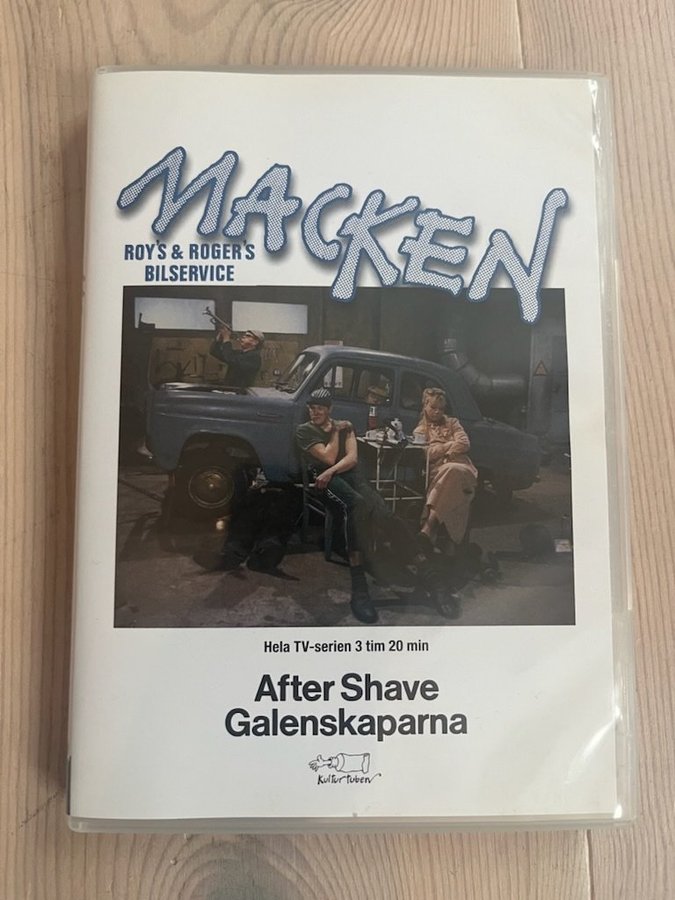 MACKEN
ROY'S & ROGER'S
BILSERVICE
Hela TV-serien 3 tim 20 min
After Shave
Galenskaparna
Kulturtuben